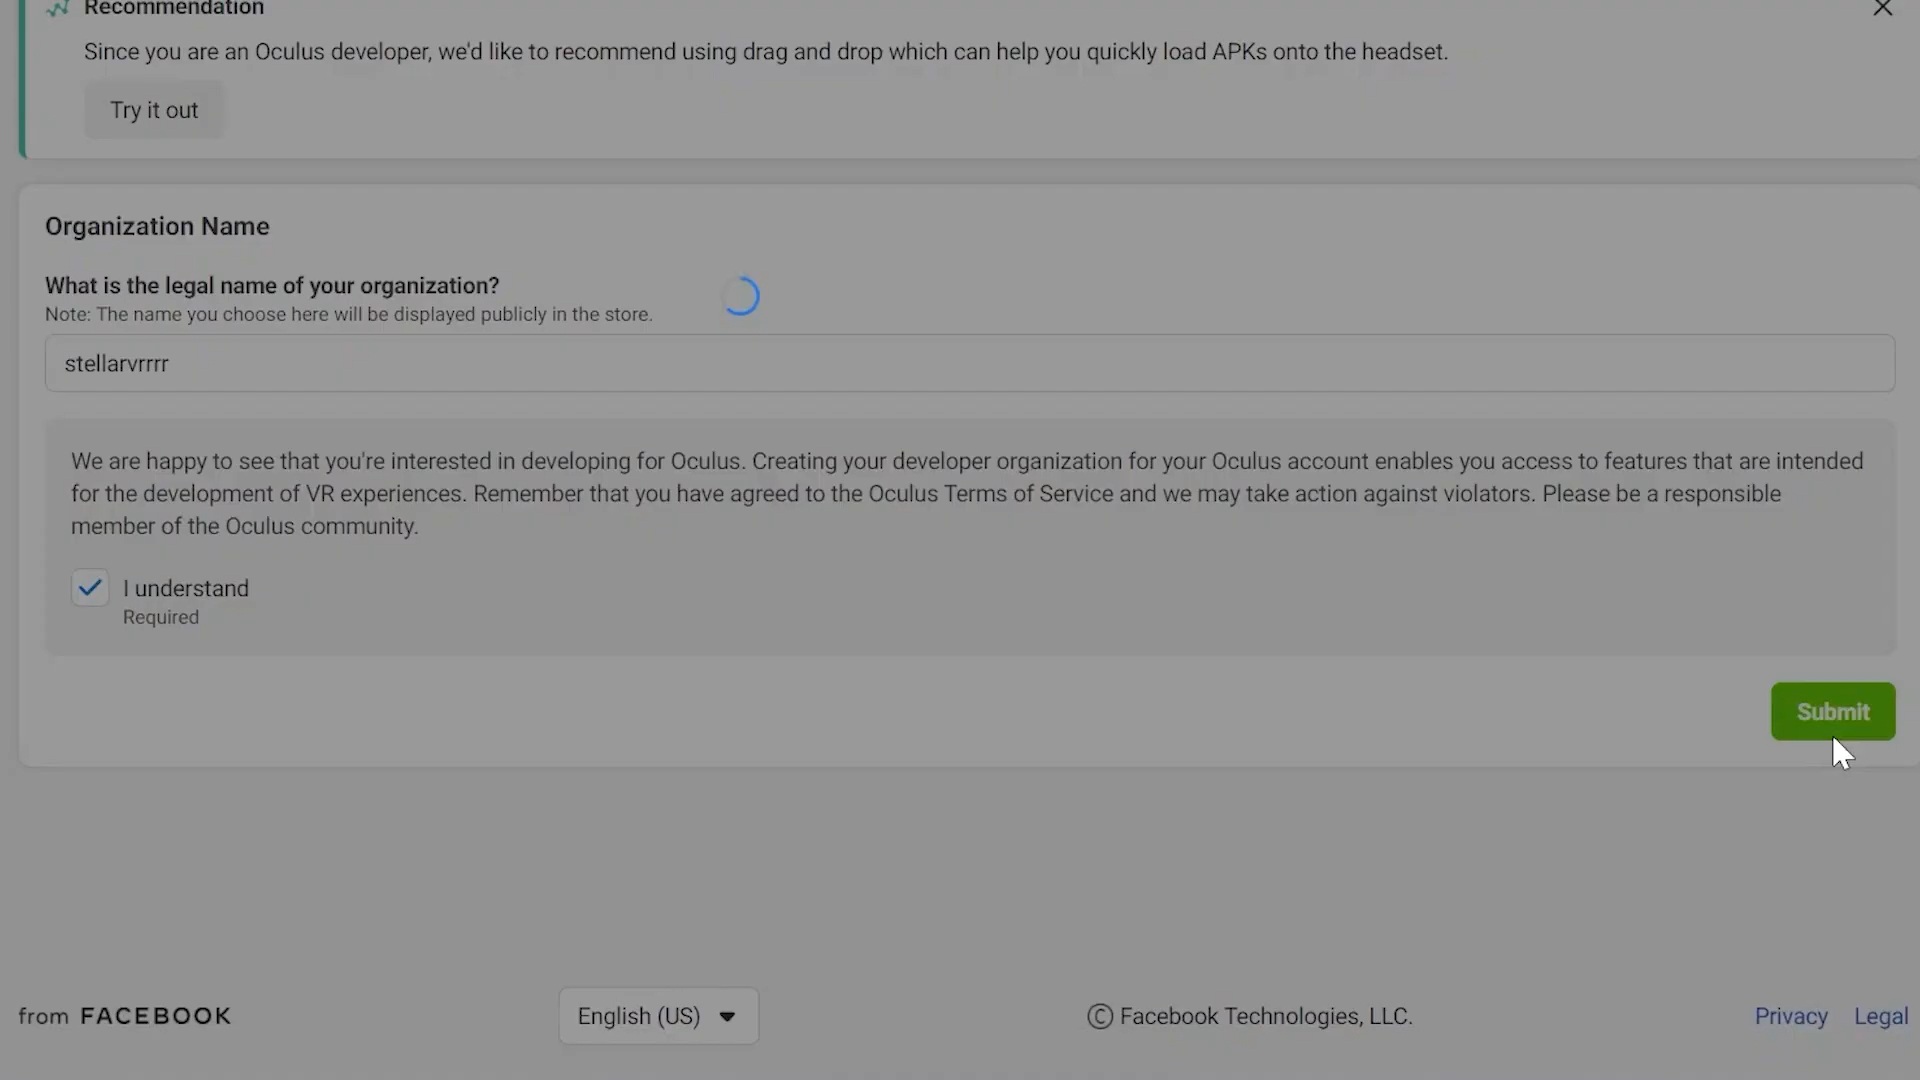 Recommendation
Since you are an Oculus developer, we'd like to recommend using drag and drop which can help you quickly load APKs onto the headset.
Try it out
Organization Name
What is the legal name of your organization?
Note: The name you choose here will be displayed publicly in the store.
stellarvrrrr
We are happy to see that you're interested in developing for Oculus. Creating your developer organization for your Oculus account enables you access to features that are intended
for the development of VR experiences. Remember that you have agreed to the Oculus Terms of Service and we may take action against violators. Please be a responsible
member of the Oculus community.
I understand
Required
Submit
from FACEBOOK
English (US)
© Facebook Technologies, LLC.
Privacy Legal